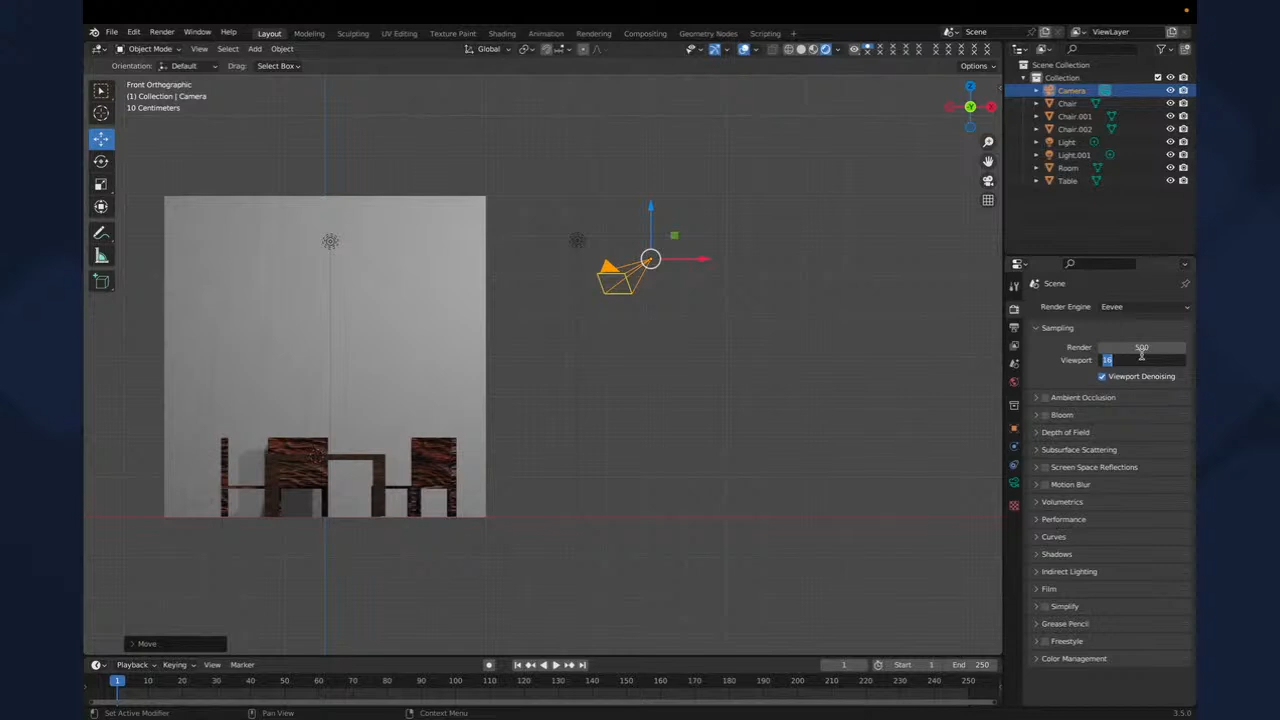 File Edit Render Window Help Layout Modeling Sculpting UV Editing Texture Paint Shading Animation Rendering Compositing Geometry Nodes Scripting Scene ViewLayer
Object Mode View Select Add Object Global
Orientation: Default Drag: Select Box Options
Front Orthographic
(1) Collection | Camera
10 Centimeters
Z
X
-Y
Scene Collection
Collection
Camera
Chair
Chair.001
Chair.002
Light
Light.001
Room
Table
Scene
Render Engine Eevee
Sampling
Render 500
Viewport 16
Viewport Denoising
Ambient Occlusion
Bloom
Depth of Field
Subsurface Scattering
Screen Space Reflections
Motion Blur
Volumetrics
Performance
Curves
Shadows
Indirect Lighting
Film
Simplify
Grease Pencil
Freestyle
Color Management
Move
Playback Keying View Marker 1 Start 1 End 250
1 10 20 30 40 50 60 70 80 90 100 110 120 130 140 150 160 170 180 190 200 210 220 230 240 250
Set Active Modifier Pan View Context Menu 3.5.0